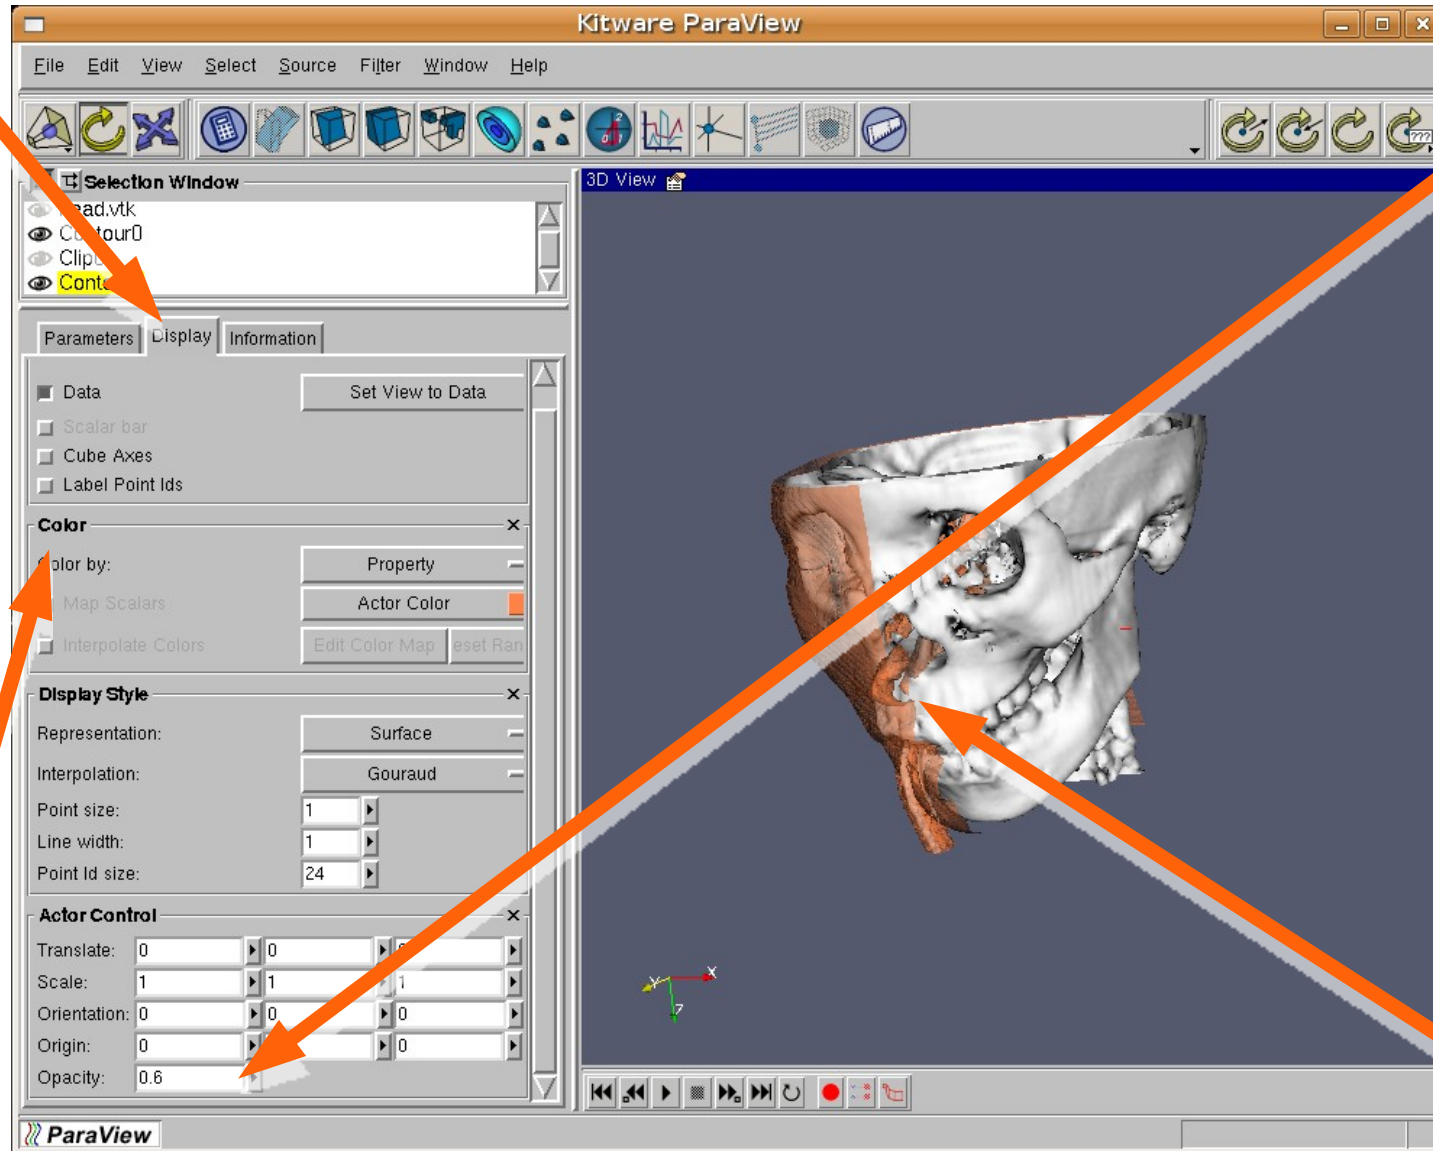 Kitware ParaView
File Edit View Select Source Filter Window Help
???
Selection Window
3D View
ead.vtk
Contour0
Clip
Conto
Parameters Display Information
Data Set View to Data
Scalar bar
Cube Axes
Label Point Ids
Color
Color by: Property
Map Scalars Actor Color
Interpolate Colors Edit Color Map eset Ran
Display Style
Representation: Surface
Interpolation: Gouraud
Point size: 1
Line width: 1
Point Id size: 24
Actor Control
Translate: 0 0
Scale: 1 1 1
Orientation: 0 0 0
Origin: 0 0
Opacity: 0.6
X
Y
Z
ParaView